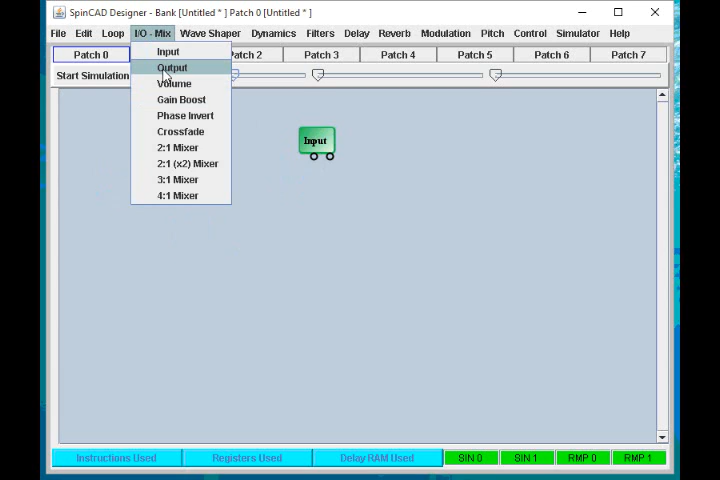 SpinCAD Designer - Bank [Untitled * ] Patch 0 [Untitled * ]
File Edit Loop I/O - Mix Wave Shaper Dynamics Filters Delay Reverb Modulation Pitch Control Simulator Help
Patch 0 Patch 2 Patch 3 Patch 4 Patch 5 Patch 6 Patch 7
Start Simulation
Input
Output
Volume
Gain Boost
Phase Invert
Crossfade
2:1 Mixer
2:1 (x2) Mixer
3:1 Mixer
4:1 Mixer
Input
Instructions Used Registers Used Delay RAM Used SIN 0 SIN 1 RMP 0 RMP 1